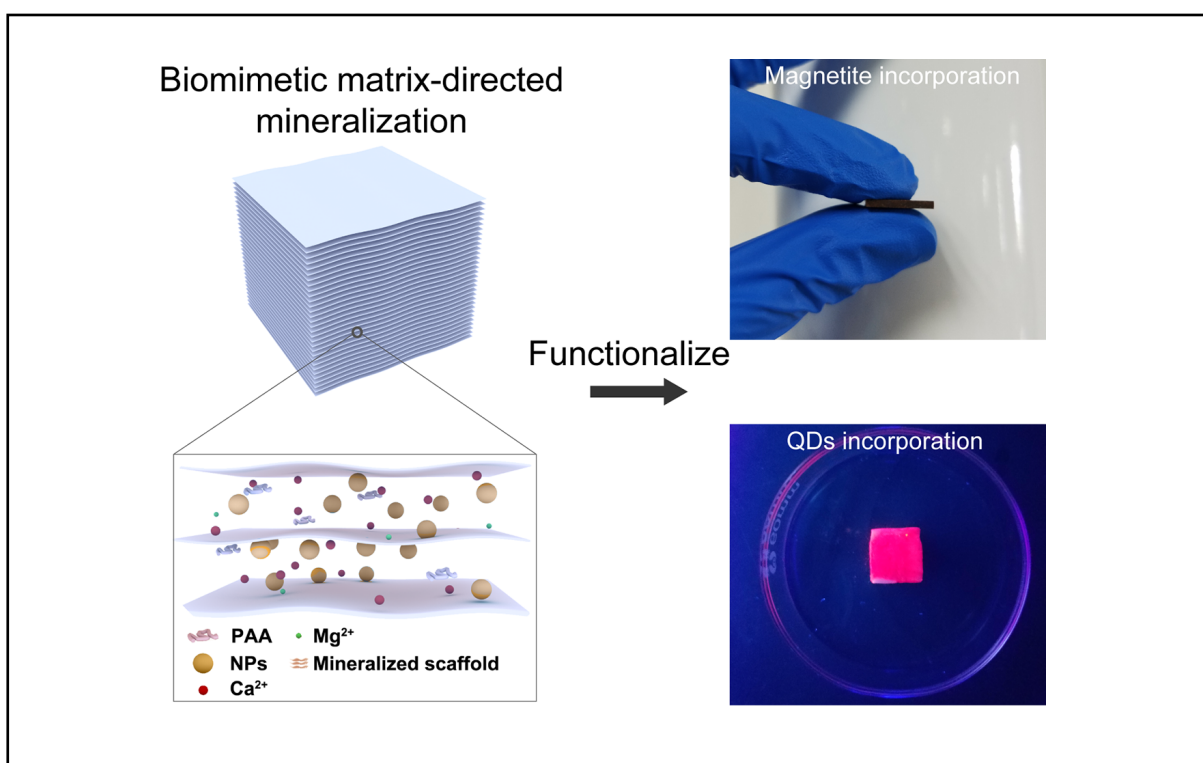 Biomimetic matrix-directed
mineralization
Functionalize
PAA
Mg²⁺
NPs
Mineralized scaffold
Ca²⁺
Magnetite incorporation
QDs incorporation